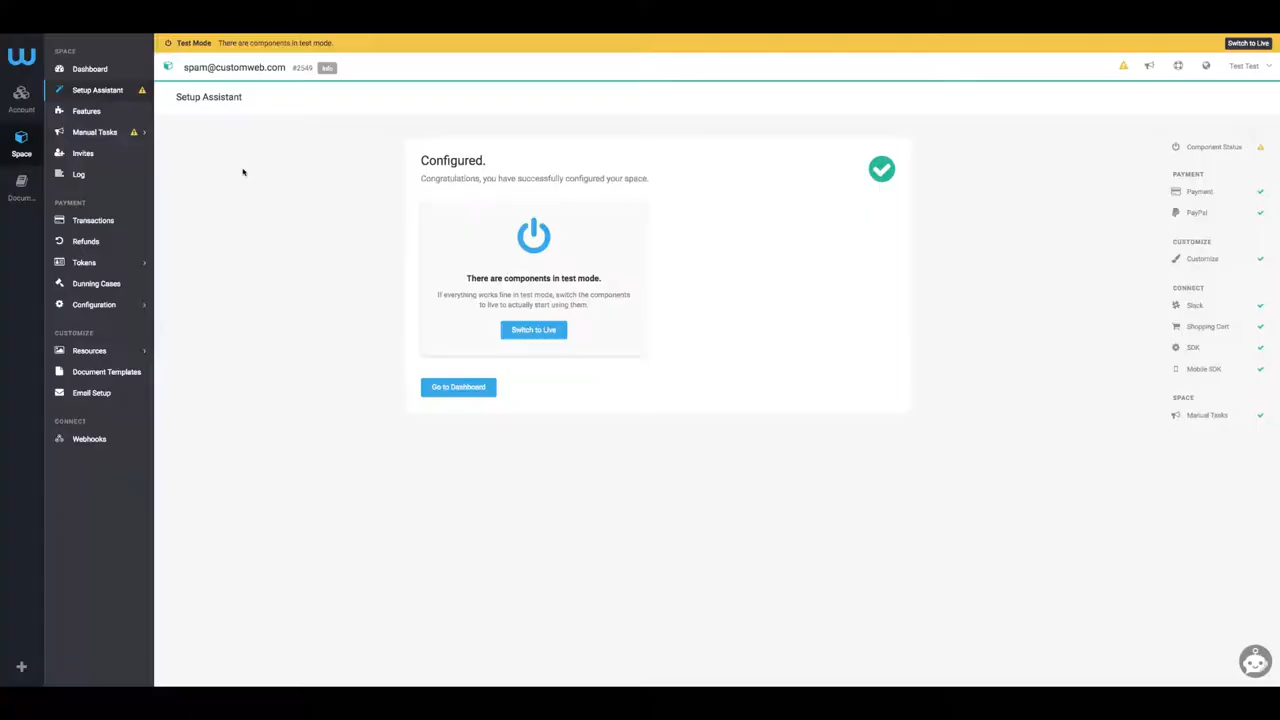 Test Mode There are components in test mode.
Switch to Live
spam@customweb.com #2549 Info
Test Test
Setup Assistant
Account
Space
Docum...
SPACE
Dashboard
Setup Assistant
Features
Manual Tasks
Invites
Log
PAYMENT
Transactions
Refunds
Tokens
Dunning Cases
Configuration
CUSTOMIZE
Resources
Document Templates
Email Setup
CONNECT
Webhooks
Configured.
Congratulations, you have successfully configured your space.
There are components in test mode.
If everything works fine in test mode, switch the components
to live to actually start using them.
Switch to Live
Go to Dashboard
Component Status
PAYMENT
Payment
PayPal
CUSTOMIZE
Customize
CONNECT
Slack
Shopping Cart
SDK
Mobile SDK
SPACE
Manual Tasks